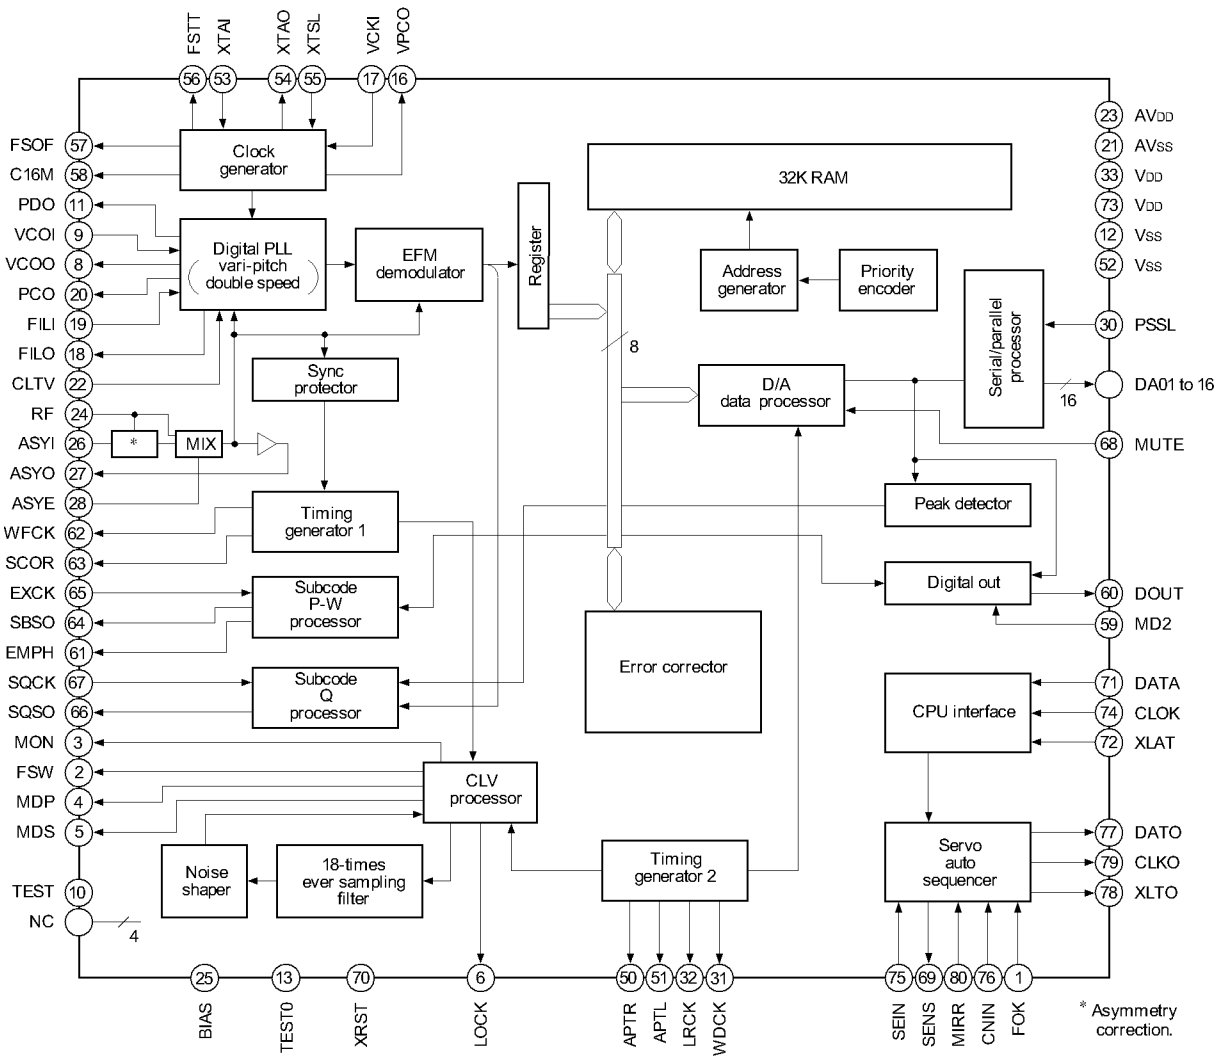 FSTT
XTAI
XTAO
XTSL
VCKI
VPCO
56
53
54
55
17
16
FSOF 57
C16M 58
PDO 11
VCOI 9
VCOO 8
PCO 20
FILI 19
FILO 18
CLTV 22
RF 24
ASYI 26
ASYO 27
ASYE 28
WFCK 62
SCOR 63
EXCK 65
SBSO 64
EMPH 61
SQCK 67
SQSO 66
MON 3
FSW 2
MDP 4
MDS 5
TEST 10
NC
4
Clock
generator
Digital PLL
vari-pitch
double speed
EFM
demodulator
Register
Sync
protector
*
MIX
Timing
generator 1
Subcode
P-W
processor
Subcode
Q
processor
CLV
processor
Noise
shaper
18-times
ever sampling
filter
32K RAM
Address
generator
Priority
encoder
8
D/A
data processor
Serial/parallel
processor
16
Peak detector
Digital out
Error corrector
CPU interface
Timing
generator 2
Servo
auto
sequencer
23 AVDD
21 AVSS
33 VDD
73 VDD
12 VSS
52 VSS
30 PSSL
DA01 to 16
68 MUTE
60 DOUT
59 MD2
71 DATA
74 CLOK
72 XLAT
77 DATO
79 CLKO
78 XLTO
25
13
70
6
50
51
32
31
75
69
80
76
1
BIAS
TEST0
XRST
LOCK
APTR
APTL
LRCK
WDCK
SEIN
SENS
MIRR
CNIN
FOK
* Asymmetry
correction.